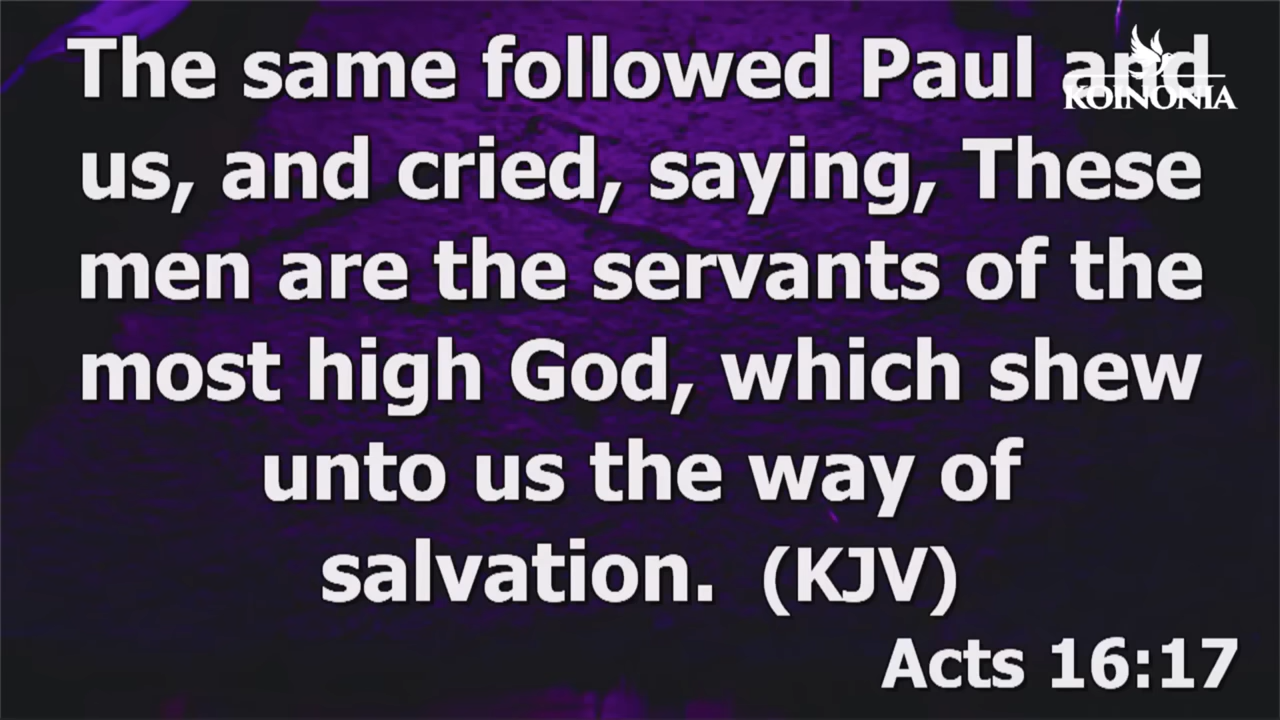 The same followed Paul and
KOINONIA
us, and cried, saying, These
men are the servants of the
most high God, which shew
unto us the way of
salvation. (KJV)
Acts 16:17